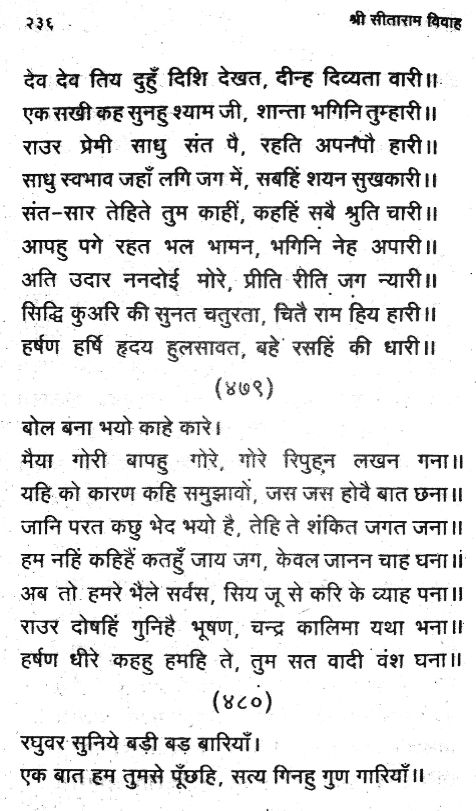 २३६ श्री सीताराम विवाह
देव देव तिय दुहुँ दिशि देखत, दीन्ह दिव्यता वारी॥
एक सखी कह सुनहु श्याम जी, शान्ता भगिनि तुम्हारी॥
राउर प्रेमी साधु संत पै, रहति अपनपौ हारी॥
साधु स्वभाव जहाँ लगि जग में, सबहिं शयन सुखकारी॥
संत-सार तेहिते तुम काहीं, कहहिं सबै श्रुति चारी॥
आपहु पगे रहत भल भामन, भगिनि नेह अपारी॥
अति उदार ननदोई मोरे, प्रीति रीति जग न्यारी॥
सिद्धि कुअरि की सुनत चतुरता, चितै राम हिय हारी॥
हर्षण हर्षि हृदय हुलसावत, बहे रसहिं की धारी॥
(४७९)
बोल बना भयो काहे कारे।
मैया गोरी बापहु गोरे, गोरे रिपुहन लखन गना॥
यहि को कारण कहि समुझावों, जस जस होवै बात छना॥
जानि परत कछु भेद भयो है, तेहि ते शंकित जगत जना॥
हम नहिं कहिहैं कतहुँ जाय जग, केवल जानन चाह घना॥
अब तो हमरे भैले सर्वस, सिय जू से करि के व्याह पना॥
राउर दोषहिं गुनिहै भूषण, चन्द्र कालिमा यथा भना॥
हर्षण धीरे कहहु हमहि ते, तुम सत वादी वंश घना॥
(४८०)
रघुवर सुनिये बड़ी बड़ बारियाँ।
एक बात हम तुमसे पूँछहि, सत्य गिनहु गुण गारियाँ॥